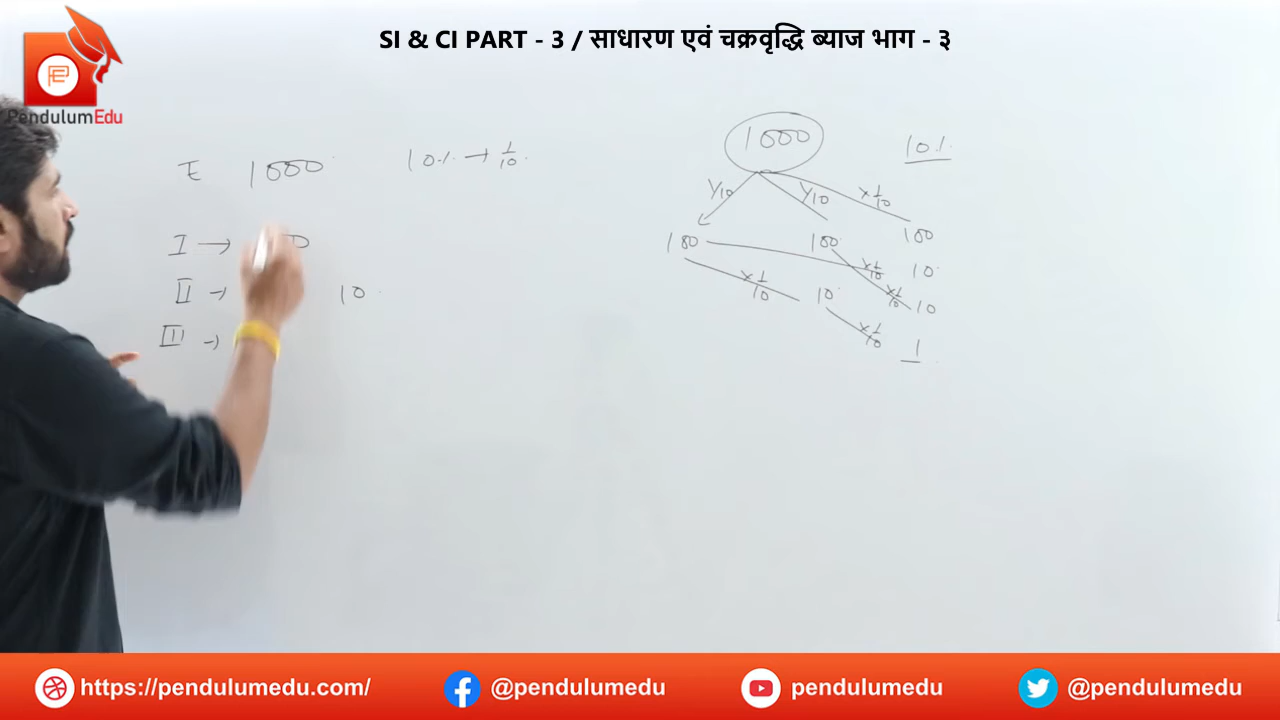 SI & CI PART - 3 / साधारण एवं चक्रवृद्धि ब्याज भाग - ३
PendulumEdu
1000 10% → 1/10
I →
II → 10
III →
1000 10%
1/10 1/10 × 1/10
100 100 100
× 1/10 10
× 1/10 10 × 1/10 10
× 1/10 1
https://pendulumedu.com/ @pendulumedu pendulumedu @pendulumedu